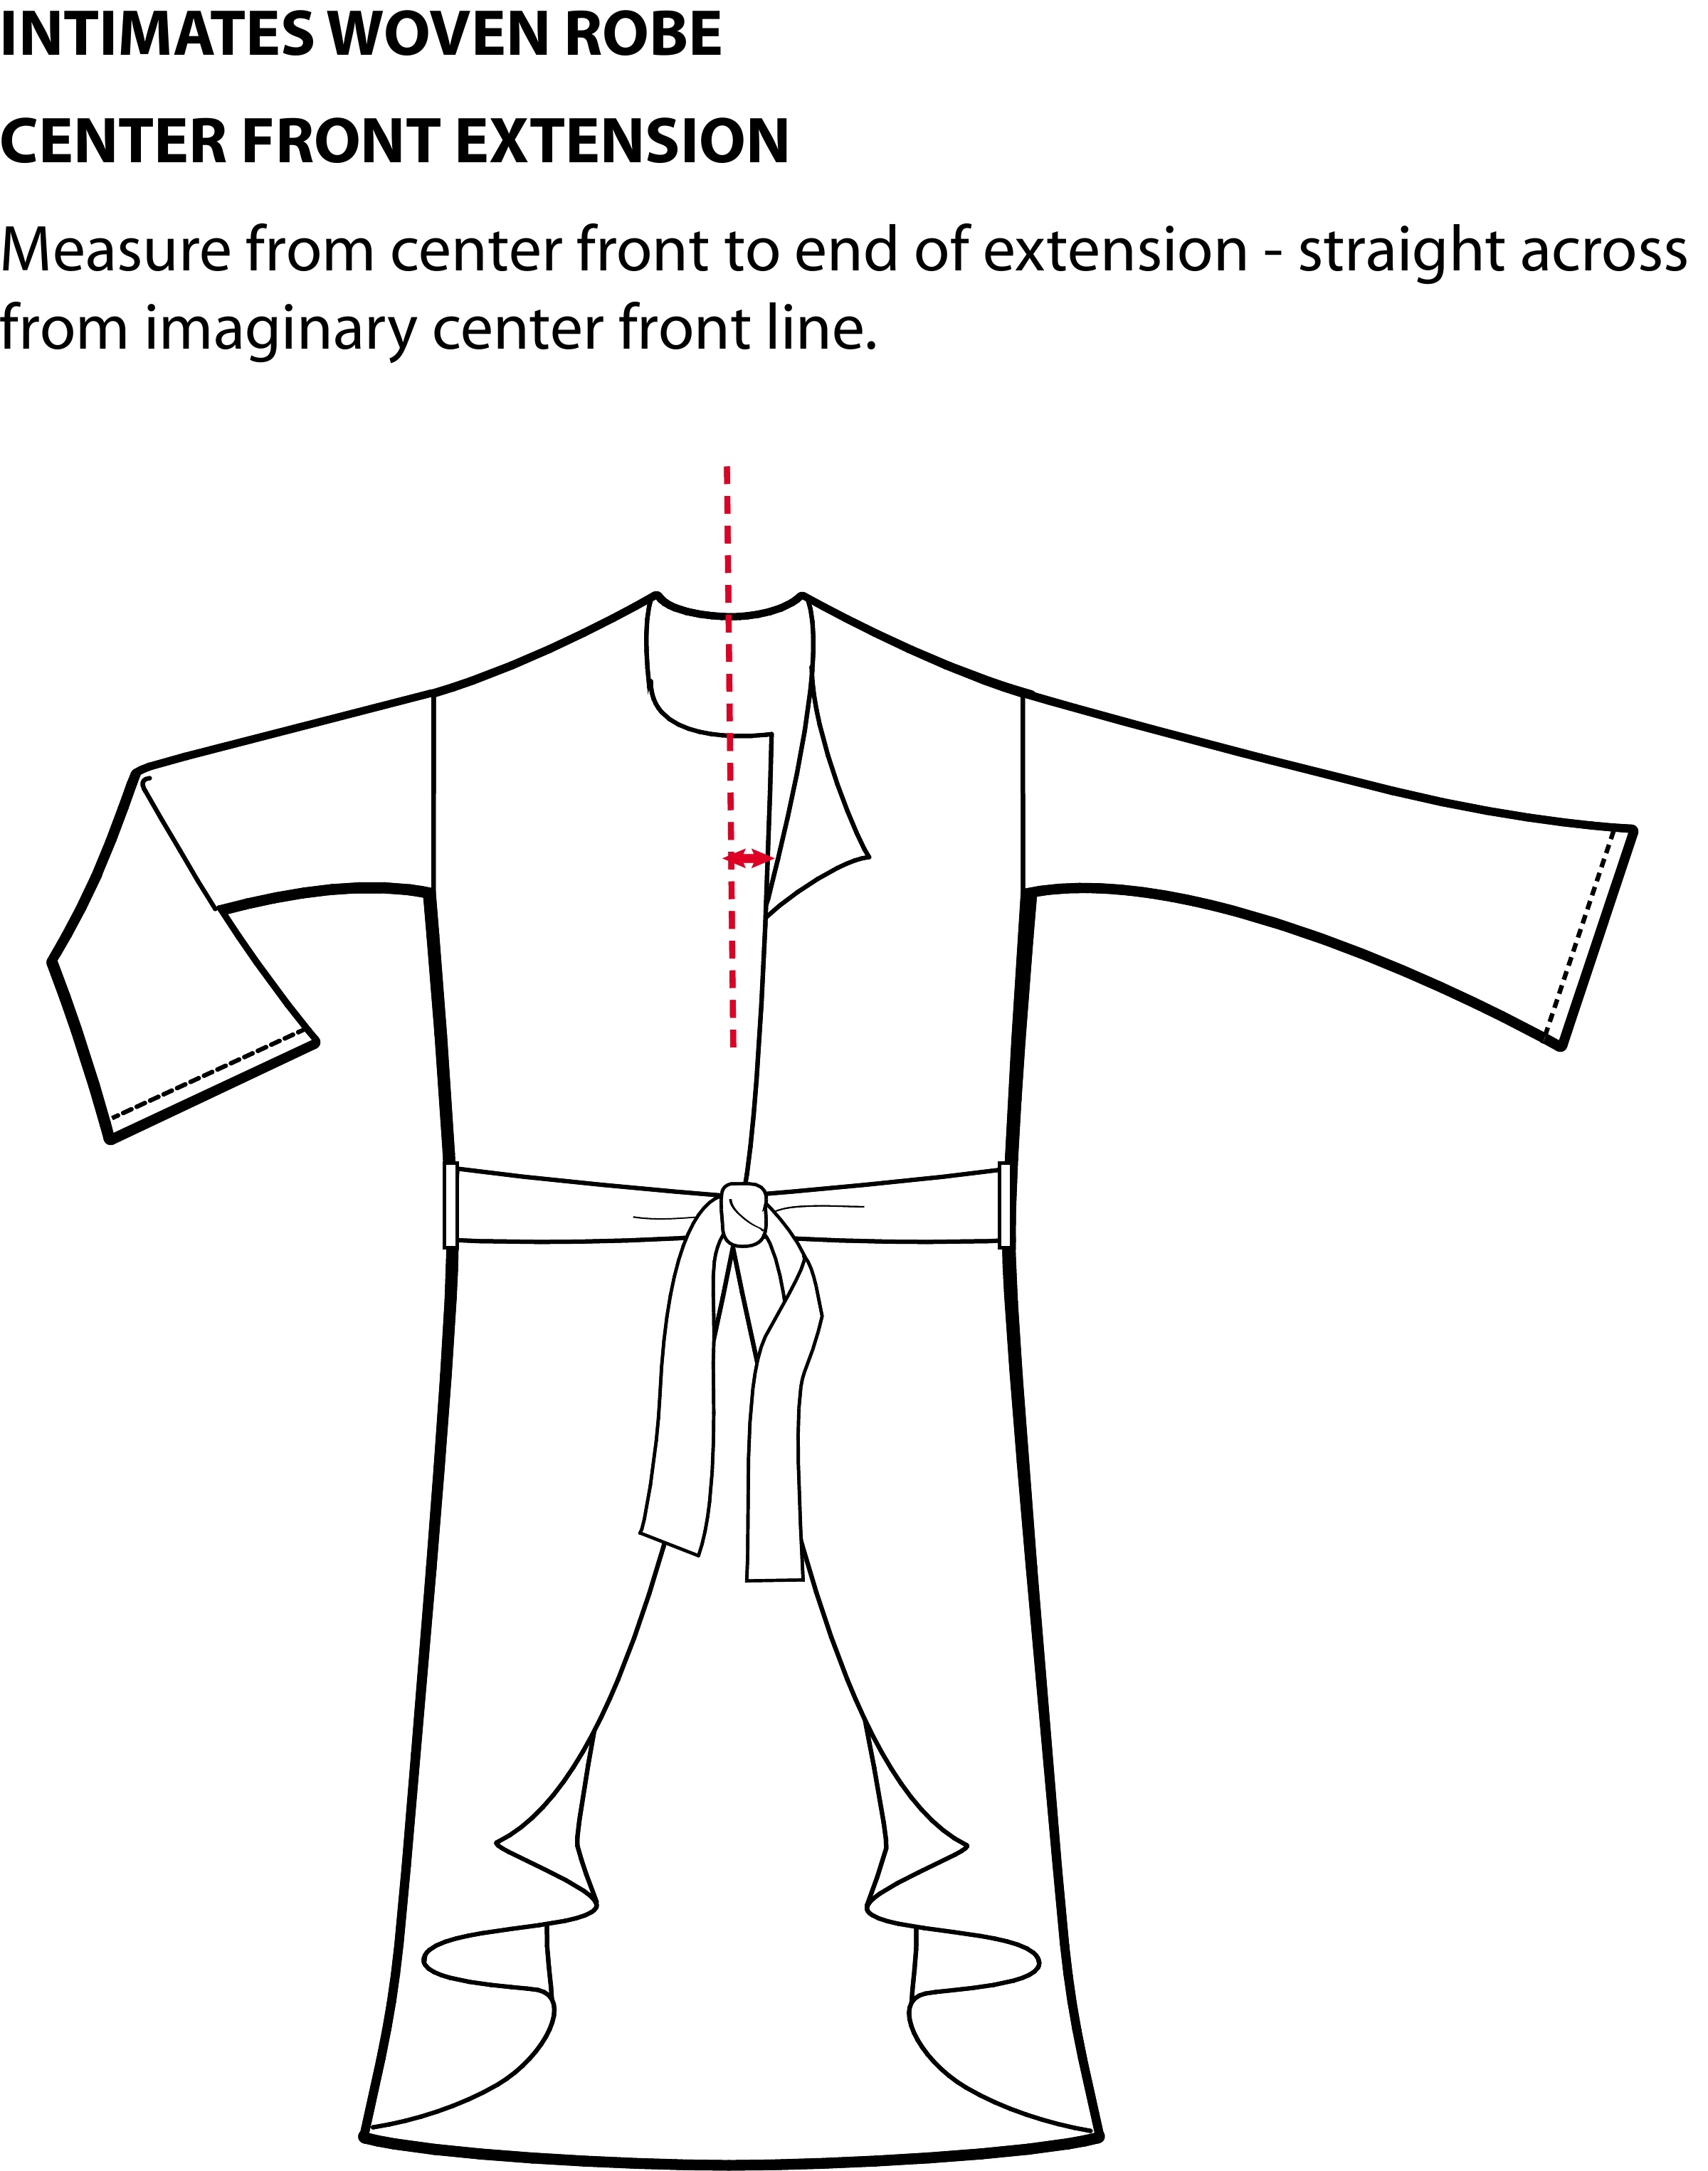 INTIMATES WOVEN ROBE
CENTER FRONT EXTENSION
Measure from center front to end of extension - straight across
from imaginary center front line.